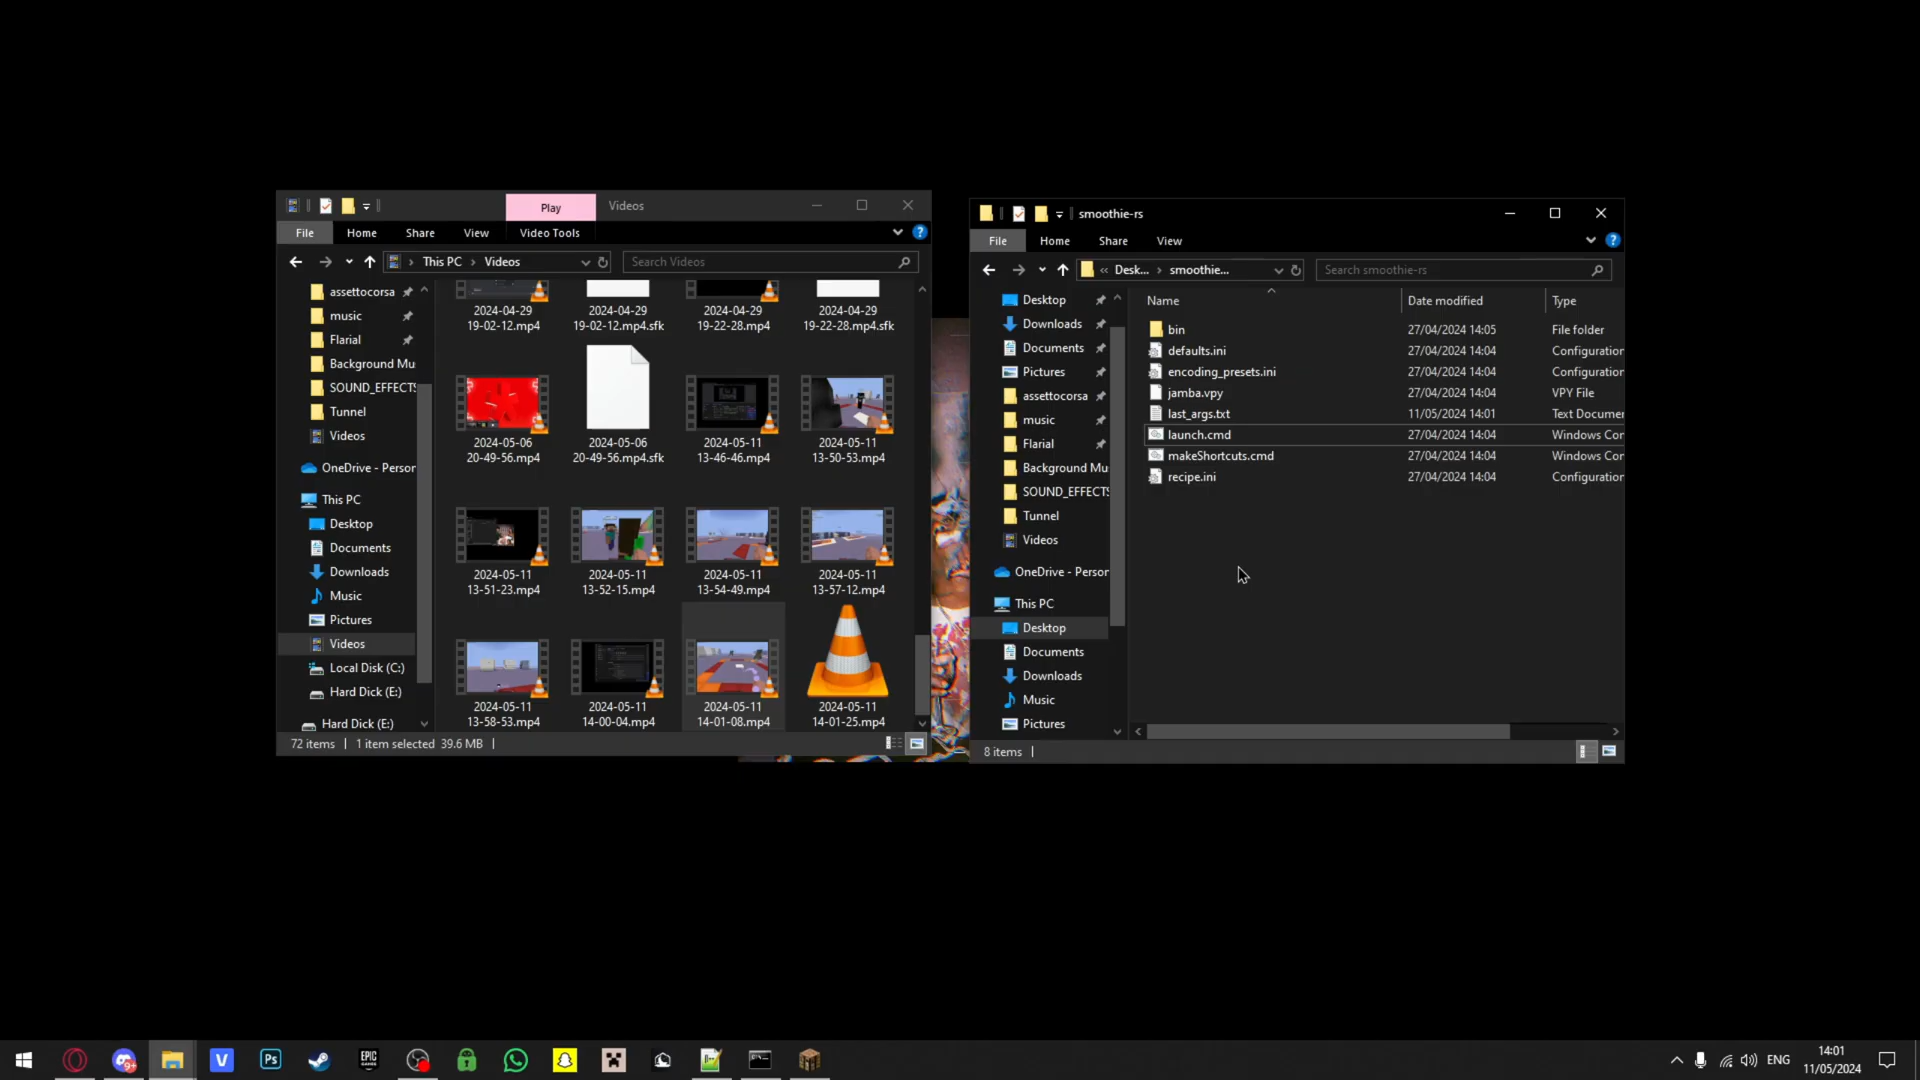 Play
Videos
File
Home
Share
View
Video Tools
This PC
Videos
Search Videos
assettocorsa
music
Flarial
Background Mu
SOUND_EFFECTS
Tunnel
Videos
OneDrive - Person
This PC
Desktop
Documents
Downloads
Music
Pictures
Videos
Local Disk (C:)
Hard Dick (E:)
Hard Dick (E:)
2024-04-29
19-02-12.mp4
2024-04-29
19-02-12.mp4.sfk
2024-04-29
19-22-28.mp4
2024-04-29
19-22-28.mp4.sfk
2024-05-06
20-49-56.mp4
2024-05-06
20-49-56.mp4.sfk
2024-05-11
13-46-46.mp4
2024-05-11
13-50-53.mp4
2024-05-11
13-51-23.mp4
2024-05-11
13-52-15.mp4
2024-05-11
13-54-49.mp4
2024-05-11
13-57-12.mp4
2024-05-11
13-58-53.mp4
2024-05-11
14-00-04.mp4
2024-05-11
14-01-08.mp4
2024-05-11
14-01-25.mp4
72 items
1 item selected 39.6 MB
smoothie-rs
File
Home
Share
View
« Desk... smoothie...
Search smoothie-rs
Desktop
Downloads
Documents
Pictures
assettocorsa
music
Flarial
Background Mu
SOUND_EFFECTS
Tunnel
Videos
OneDrive - Person
This PC
Desktop
Documents
Downloads
Music
Pictures
Name Date modified Type
bin 27/04/2024 14:05 File folder
defaults.ini 27/04/2024 14:04 Configuration
encoding_presets.ini 27/04/2024 14:04 Configuration
jamba.vpy 27/04/2024 14:04 VPY File
last_args.txt 11/05/2024 14:01 Text Documen
launch.cmd 27/04/2024 14:04 Windows Con
makeShortcuts.cmd 27/04/2024 14:04 Windows Con
recipe.ini 27/04/2024 14:04 Configuration
8 items
9+
V
Ps
EPIC
GAMES
ENG
14:01
11/05/2024